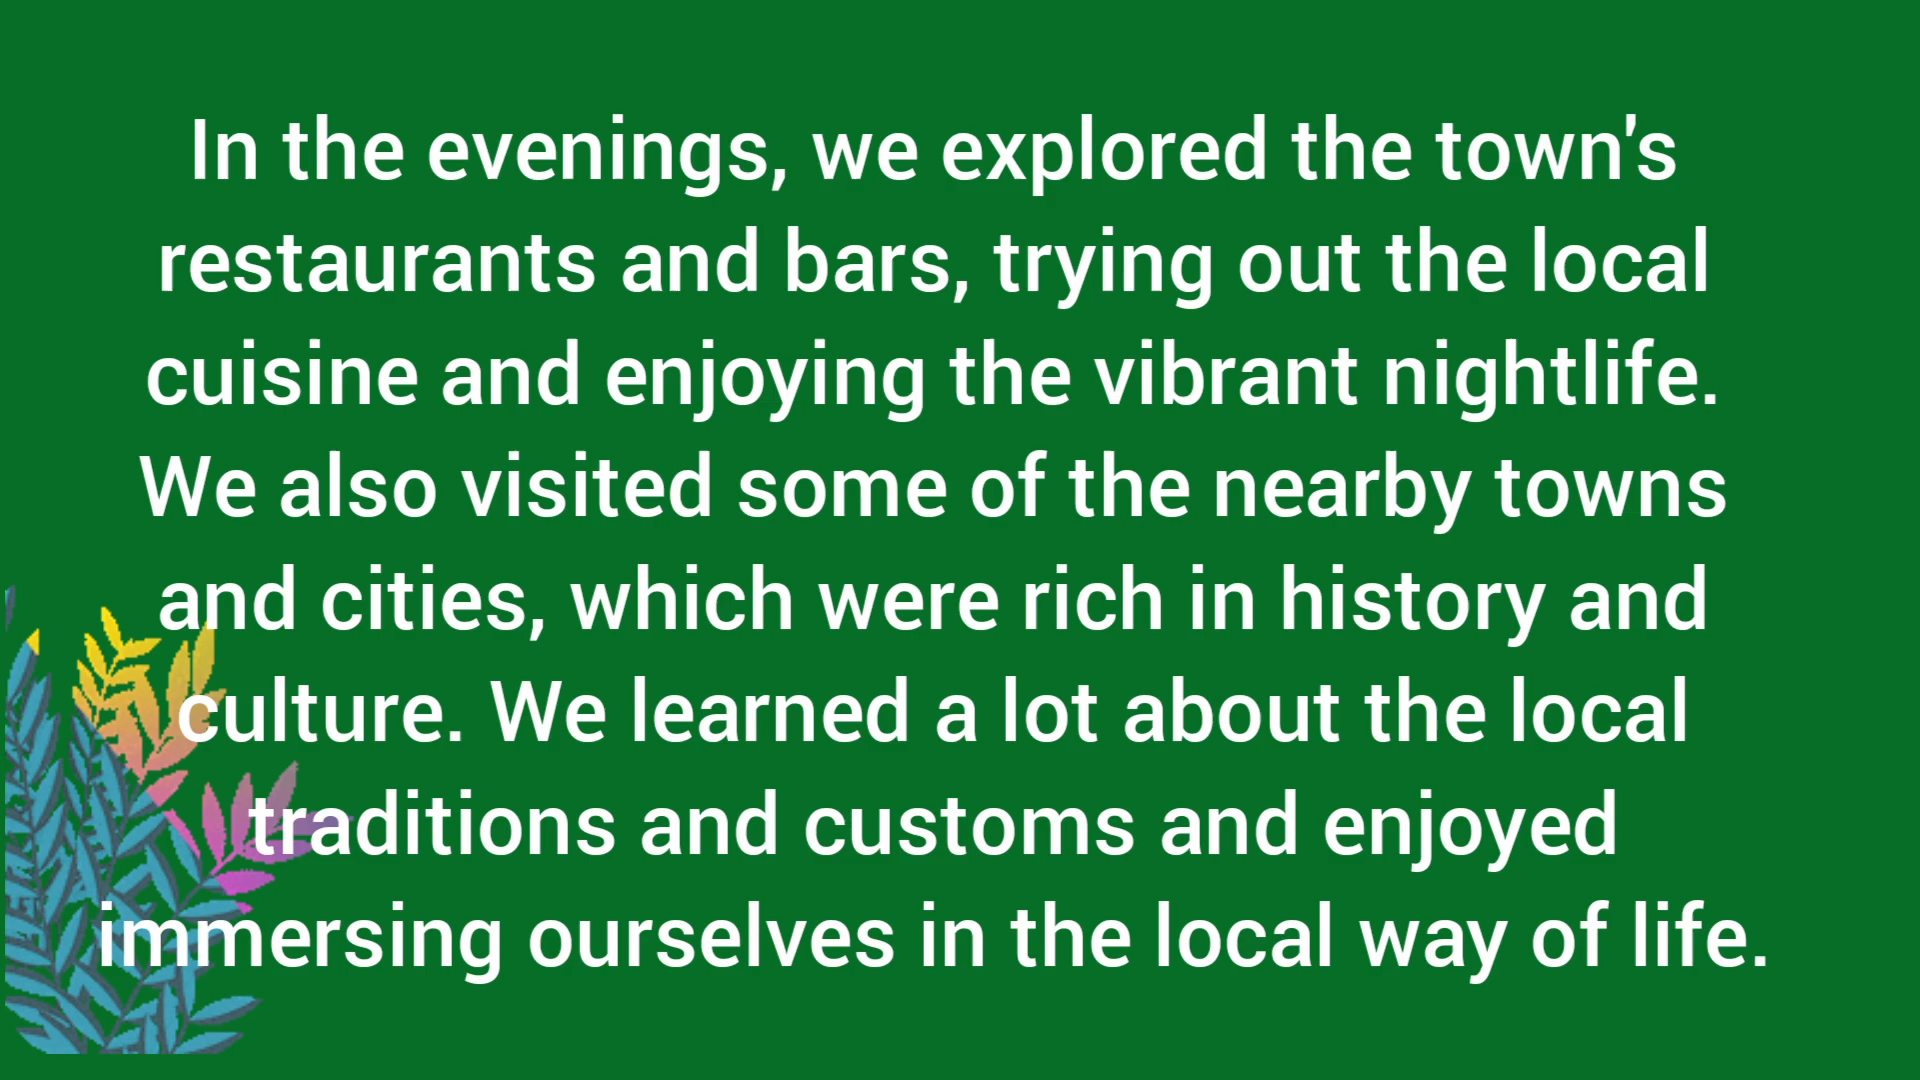 In the evenings, we explored the town's
restaurants and bars, trying out the local
cuisine and enjoying the vibrant nightlife.
We also visited some of the nearby towns
and cities, which were rich in history and
culture. We learned a lot about the local
traditions and customs and enjoyed
immersing ourselves in the local way of life.